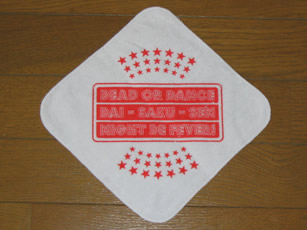 DEAD OR DANCE
DAI - SAKU - SEN
NIGHT DE FEVER!